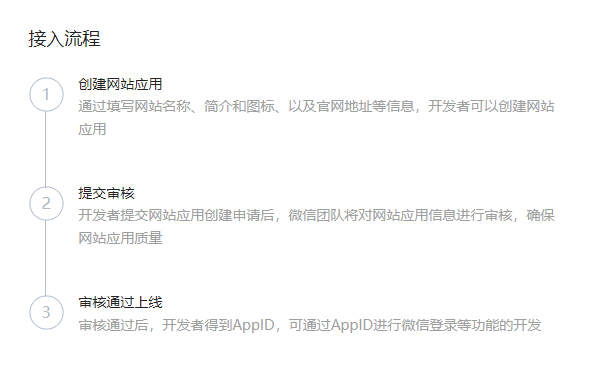 接入流程
1
创建网站应用
通过填写网站名称、简介和图标、以及官网地址等信息，开发者可以创建网站
应用
2
提交审核
开发者提交网站应用创建申请后，微信团队将对网站应用信息进行审核，确保
网站应用质量
3
审核通过上线
审核通过后，开发者得到AppID，可通过AppID进行微信登录等功能的开发